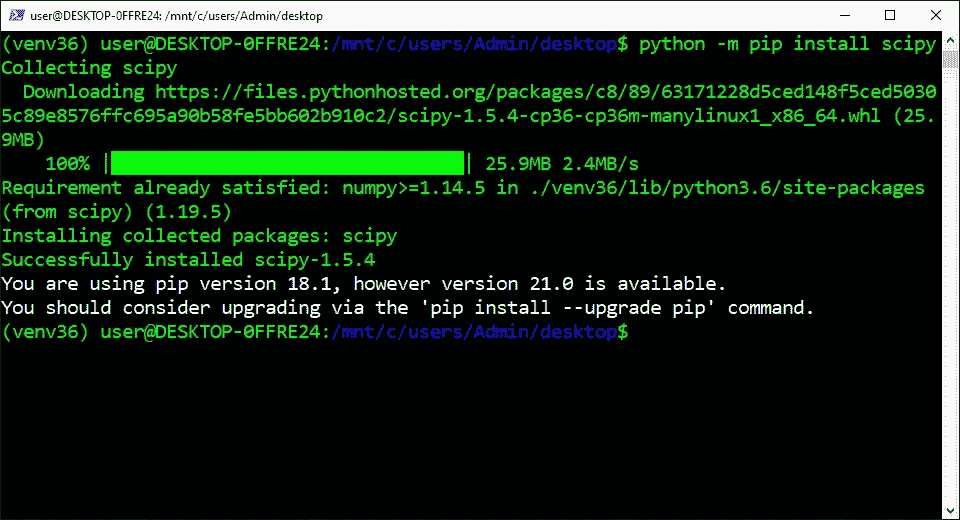 user@DESKTOP-0FFRE24: /mnt/c/users/Admin/desktop
(venv36) user@DESKTOP-0FFRE24:/mnt/c/users/Admin/desktop$ python -m pip install scipy
Collecting scipy
  Downloading https://files.pythonhosted.org/packages/c8/89/63171228d5ced148f5ced5030
5c89e8576ffc695a90b58fe5bb602b910c2/scipy-1.5.4-cp36-cp36m-manylinux1_x86_64.whl (25.
9MB)
    100% |████████████████████████████████| 25.9MB 2.4MB/s
Requirement already satisfied: numpy>=1.14.5 in ./venv36/lib/python3.6/site-packages
(from scipy) (1.19.5)
Installing collected packages: scipy
Successfully installed scipy-1.5.4
You are using pip version 18.1, however version 21.0 is available.
You should consider upgrading via the 'pip install --upgrade pip' command.
(venv36) user@DESKTOP-0FFRE24:/mnt/c/users/Admin/desktop$